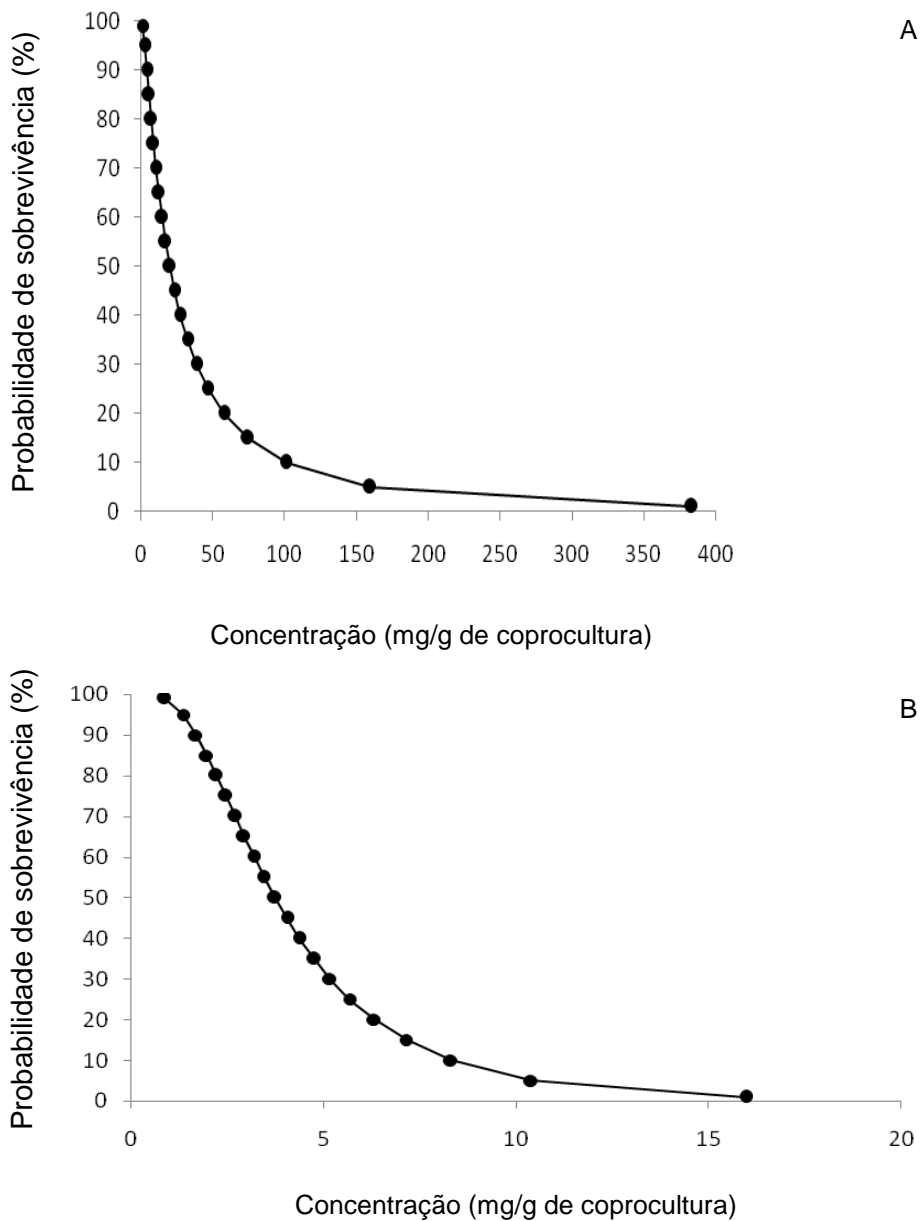 A
Probabilidade de sobrevivência (%)
100
90
80
70
60
50
40
30
20
10
0
0 50 100 150 200 250 300 350 400
Concentração (mg/g de coprocultura)
B
Probabilidade de sobrevivência (%)
100
90
80
70
60
50
40
30
20
10
0
0 5 10 15 20
Concentração (mg/g de coprocultura)